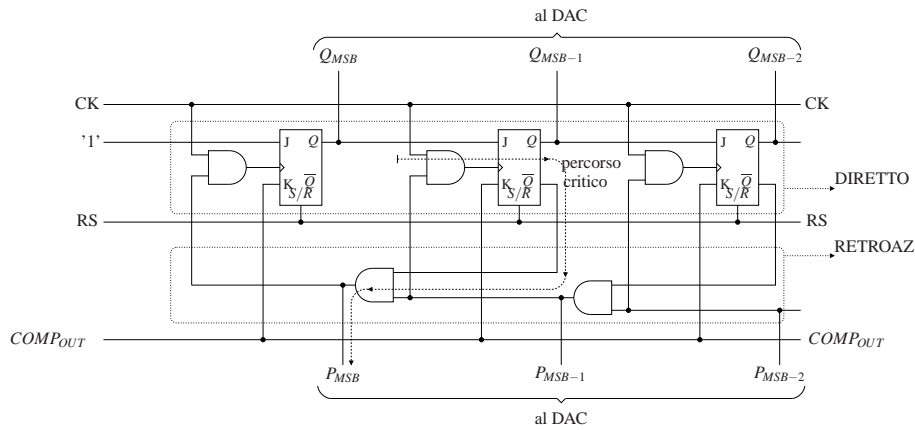 al DAC
Q_MSB Q_MSB−1 Q_MSB−2
CK CK
'1' J Q J Q J Q
percorso
critico
K Q̅ K Q̅ K Q̅
S/R̅ S/R̅ S/R̅
DIRETTO
RS RS
RETROAZ
COMP_OUT COMP_OUT
P_MSB P_MSB−1 P_MSB−2
al DAC